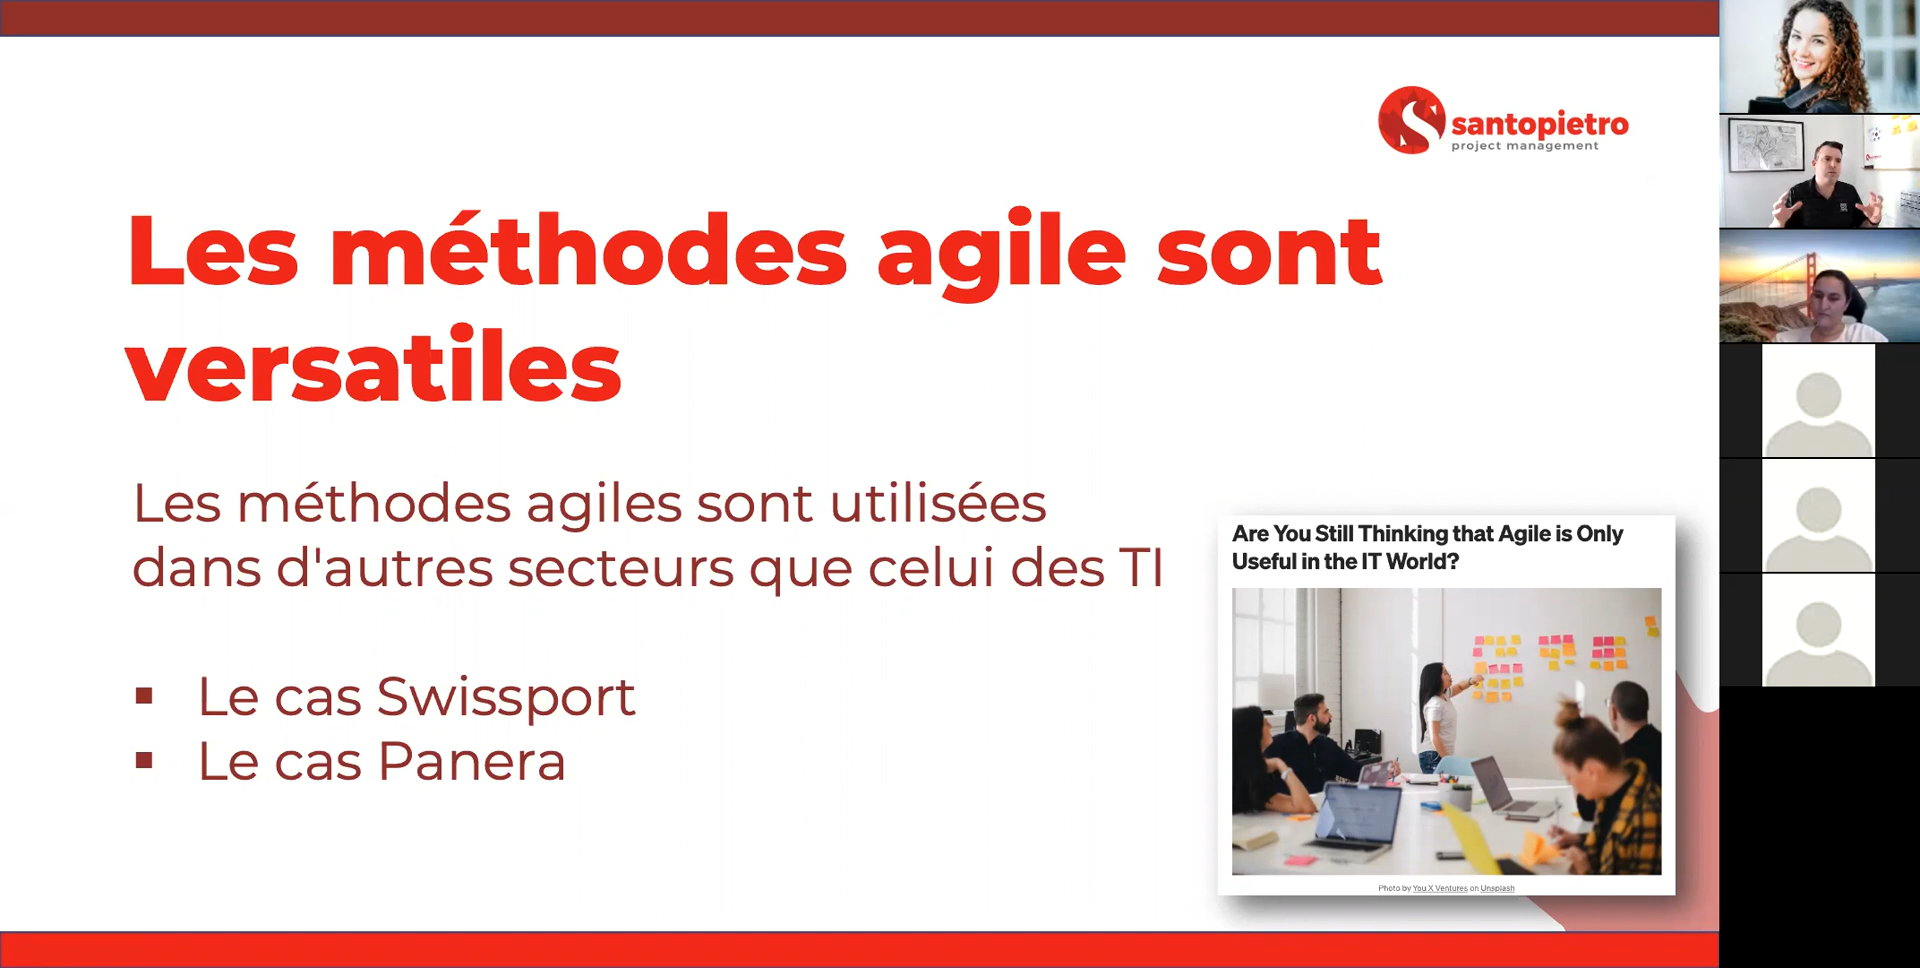 santopietro
project management
Les méthodes agile sont
versatiles
Les méthodes agiles sont utilisées
dans d'autres secteurs que celui des TI
▪ Le cas Swissport
▪ Le cas Panera
Are You Still Thinking that Agile is Only
Useful in the IT World?
Photo by You X Ventures on Unsplash